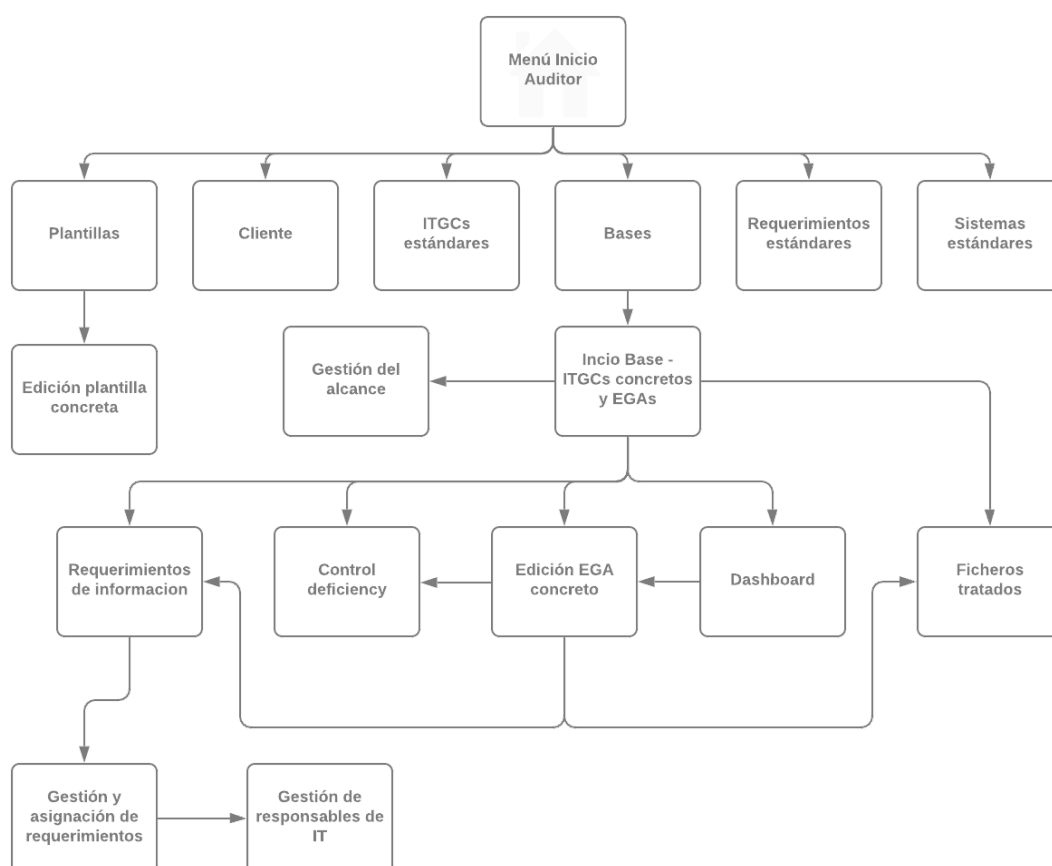 Menú Inicio
Auditor
Plantillas
Cliente
ITGCs
estándares
Bases
Requerimientos
estándares
Sistemas
estándares
Edición plantilla
concreta
Gestión del
alcance
Incio Base -
ITGCs concretos
y EGAs
Requerimientos
de informacion
Control
deficiency
Edición EGA
concreto
Dashboard
Ficheros
tratados
Gestión y
asignación de
requerimientos
Gestión de
responsables de
IT